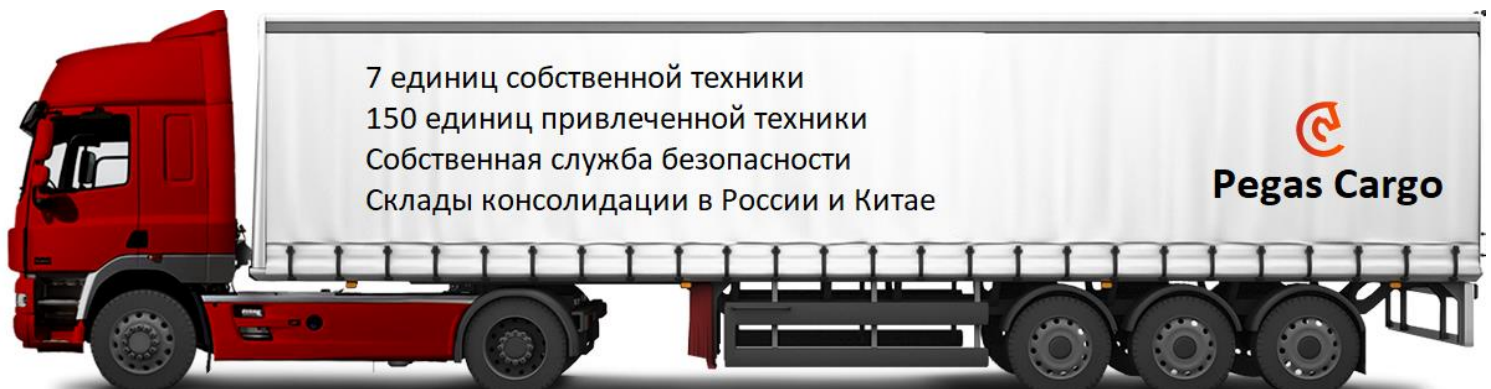 7 единиц собственной техники
150 единиц привлеченной техники
Собственная служба безопасности
Склады консолидации в России и Китае
Pegas Cargo